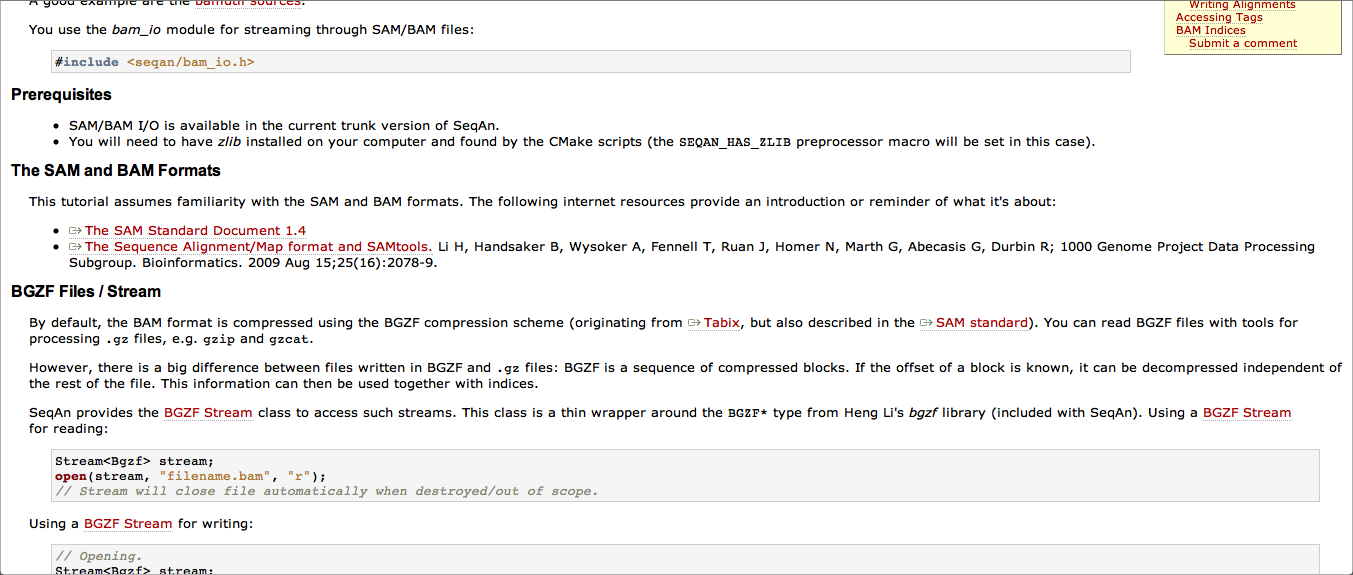 A good example are the bamutil sources.
You use the bam_io module for streaming through SAM/BAM files:
#include <seqan/bam_io.h>
Writing Alignments
Accessing Tags
BAM Indices
Submit a comment
Prerequisites
SAM/BAM I/O is available in the current trunk version of SeqAn.
You will need to have zlib installed on your computer and found by the CMake scripts (the SEQAN_HAS_ZLIB preprocessor macro will be set in this case).
The SAM and BAM Formats
This tutorial assumes familiarity with the SAM and BAM formats. The following internet resources provide an introduction or reminder of what it's about:
The SAM Standard Document 1.4
The Sequence Alignment/Map format and SAMtools. Li H, Handsaker B, Wysoker A, Fennell T, Ruan J, Homer N, Marth G, Abecasis G, Durbin R; 1000 Genome Project Data Processing
Subgroup. Bioinformatics. 2009 Aug 15;25(16):2078-9.
BGZF Files / Stream
By default, the BAM format is compressed using the BGZF compression scheme (originating from Tabix, but also described in the SAM standard). You can read BGZF files with tools for
processing .gz files, e.g. gzip and gzcat.
However, there is a big difference between files written in BGZF and .gz files: BGZF is a sequence of compressed blocks. If the offset of a block is known, it can be decompressed independent of
the rest of the file. This information can then be used together with indices.
SeqAn provides the BGZF Stream class to access such streams. This class is a thin wrapper around the BGZF* type from Heng Li's bgzf library (included with SeqAn). Using a BGZF Stream
for reading:
Stream<Bgzf> stream;
open(stream, "filename.bam", "r");
// Stream will close file automatically when destroyed/out of scope.
Using a BGZF Stream for writing:
// Opening.
Stream<Bgzf> stream;